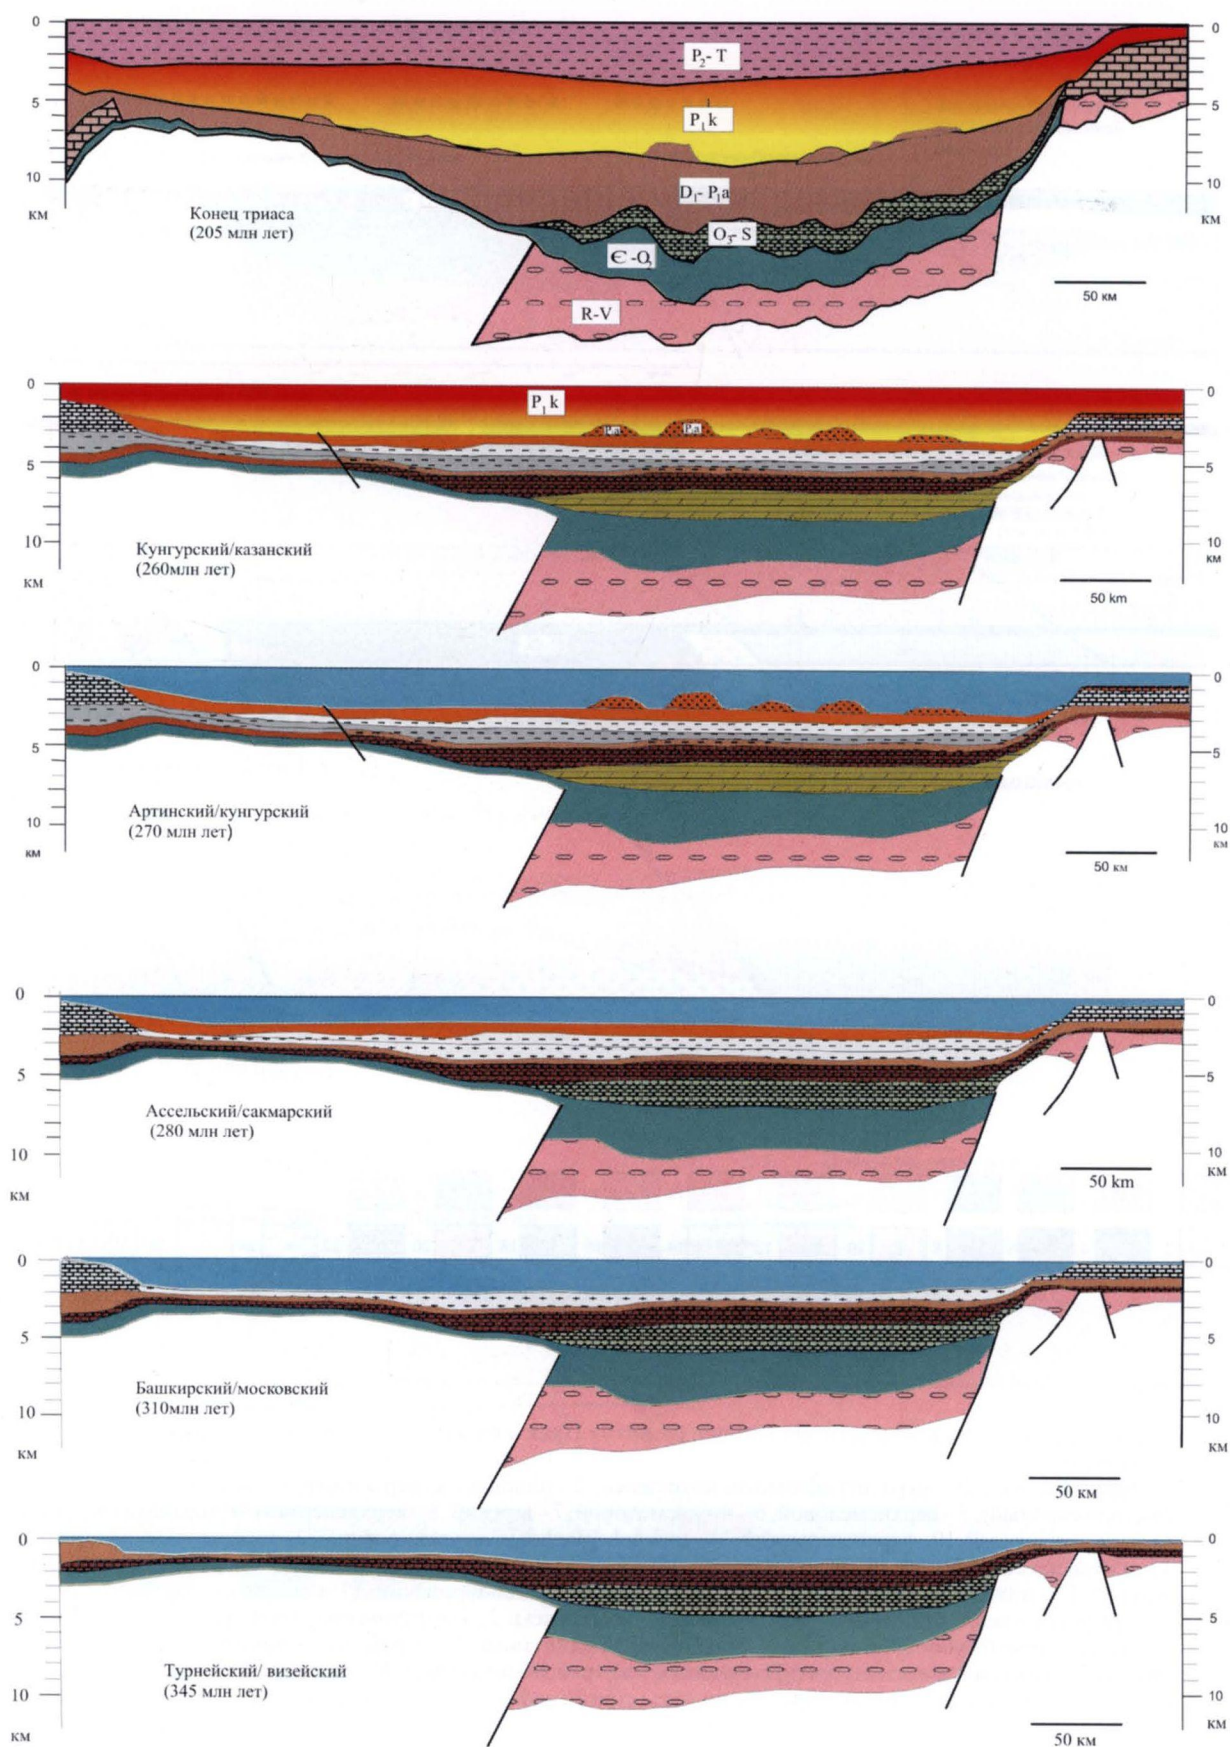 0
5
10
км
0
5
10
км
P₂-T
P₁k
D₁-P₁a
O₃-S
Є-O₂
R-V
Конец триаса
(205 млн лет)
50 км
0
5
10
км
0
5
10
км
P₁k
P₁a
P₁a
Кунгурский/казанский
(260млн лет)
50 km
0
5
10
км
0
5
10
км
Артинский/кунгурский
(270 млн лет)
50 км
0
5
10
км
0
5
10
км
Ассельский/сакмарский
(280 млн лет)
50 km
0
5
10
км
0
5
10
км
Башкирский/московский
(310млн лет)
50 км
0
5
10
км
0
5
10
км
Турнейский/ визейский
(345 млн лет)
50 км